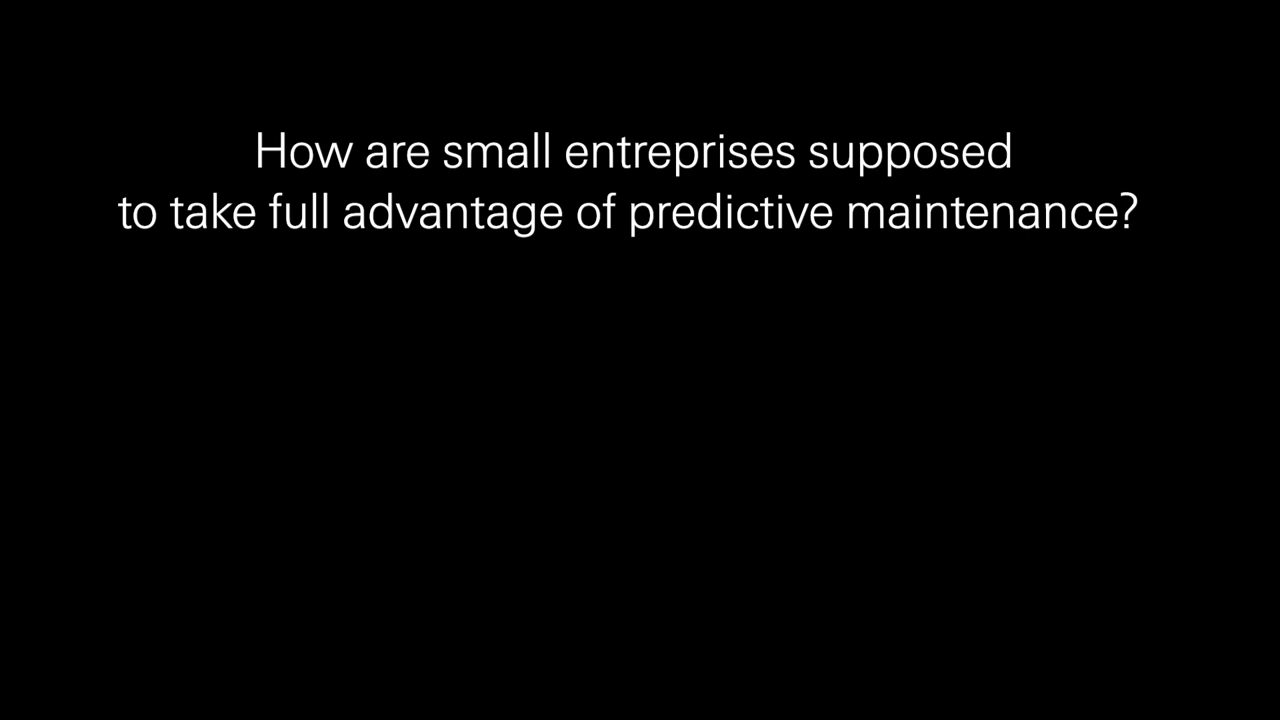 How are small entreprises supposed
to take full advantage of predictive maintenance?